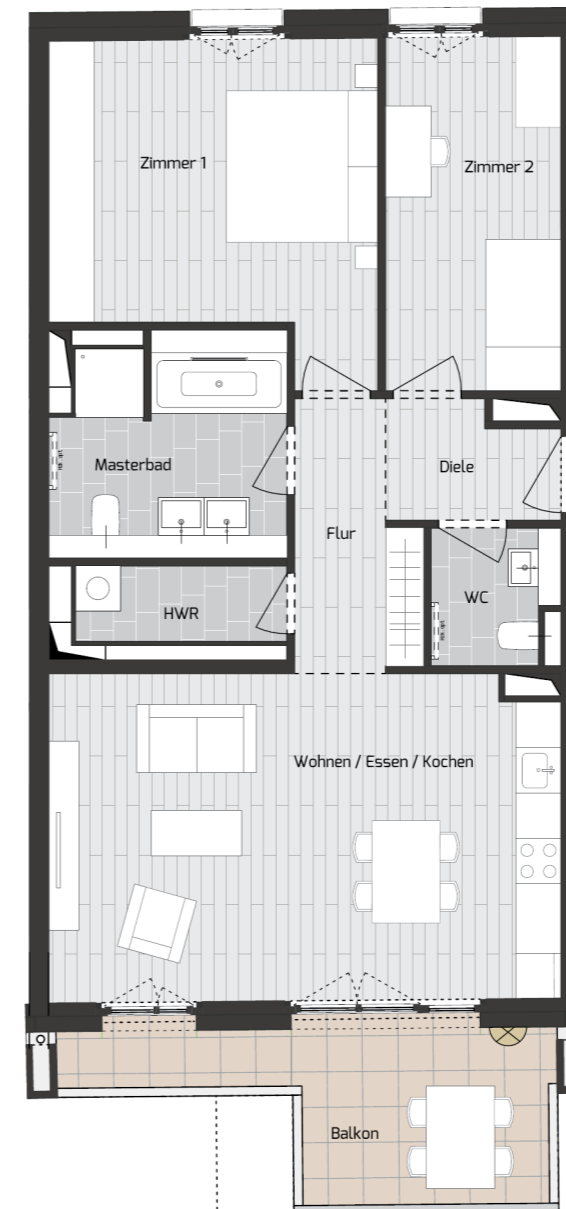 Zimmer 1
Zimmer 2
Masterbad
Diele
Flur
WC
HWR
Wohnen / Essen / Kochen
Balkon